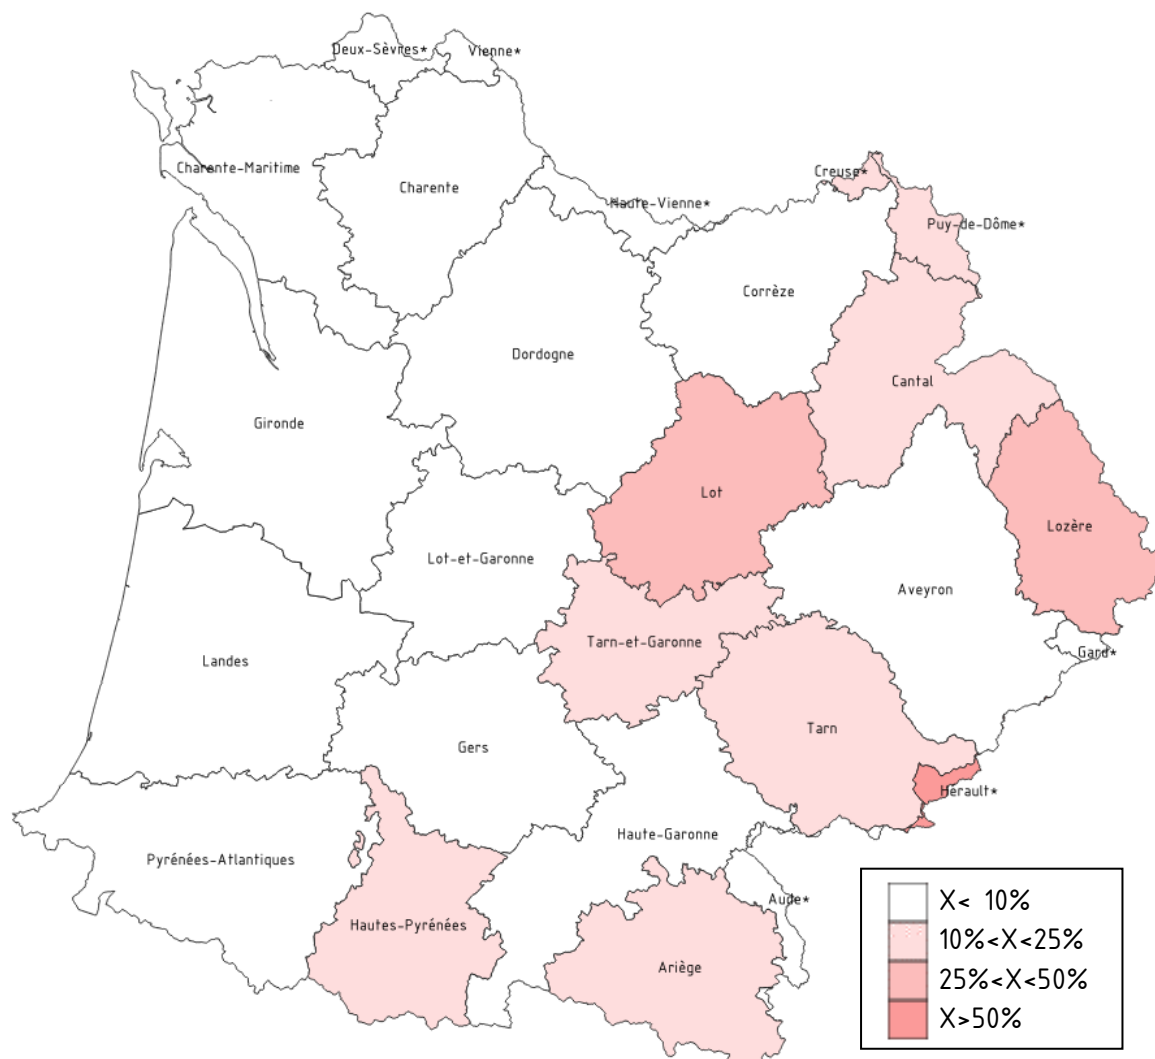 Deux-Sèvres*
Vienne*
Charente-Maritime
Charente
Haute-Vienne*
Creuse*
Puy-de-Dôme*
Corrèze
Dordogne
Cantal
Gironde
Lot
Lozère
Lot-et-Garonne
Aveyron
Tarn-et-Garonne
Gard*
Landes
Tarn
Gers
Hérault*
Haute-Garonne
Pyrénées-Atlantiques
Aude*
Hautes-Pyrénées
Ariège
X< 10%
10%<X<25%
25%<X<50%
X>50%